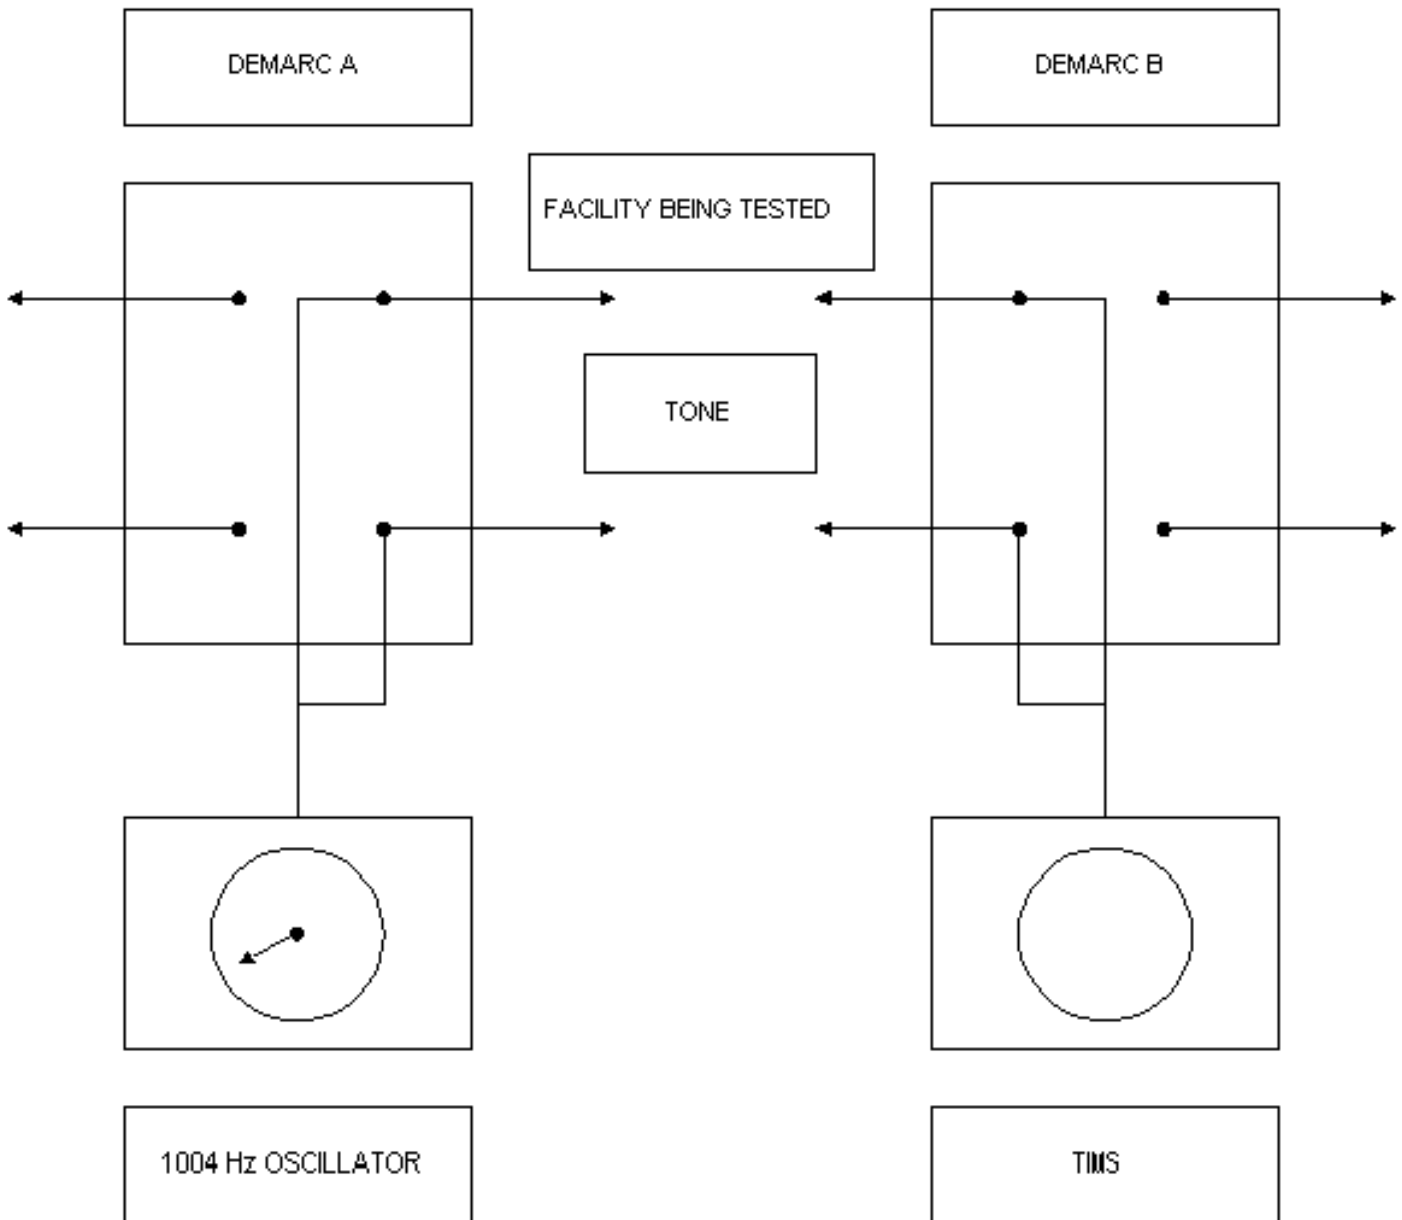 DEMARC A
DEMARC B
FACILITY BEING TESTED
TONE
1004 Hz OSCILLATOR
TIMS